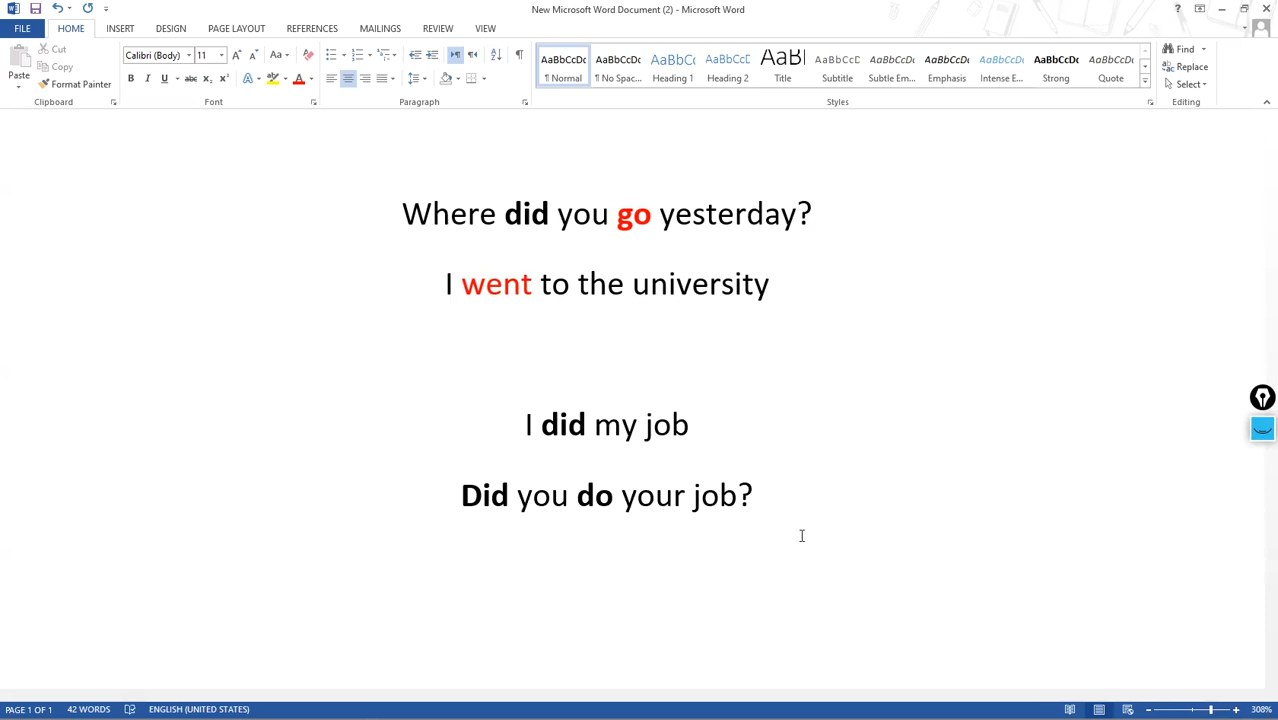 New Microsoft Word Document (2) - Microsoft Word
FILE HOME INSERT DESIGN PAGE LAYOUT REFERENCES MAILINGS REVIEW VIEW
Paste
Cut
Copy
Format Painter
Clipboard
Calibri (Body) 11
Font
Paragraph
AaBbCcDc AaBbCcDc AaBbCc AaBbCcD AaBl AaBbCcD AaBbCcDc AaBbCcDc AaBbCcDc AaBbCcDc AaBbCcDc
¶ Normal ¶ No Spac... Heading 1 Heading 2 Title Subtitle Subtle Em... Emphasis Intense E... Strong Quote
Styles
Find
Replace
Select
Editing
Where did you go yesterday?
I went to the university
I did my job
Did you do your job?
PAGE 1 OF 1 42 WORDS ENGLISH (UNITED STATES) 308%